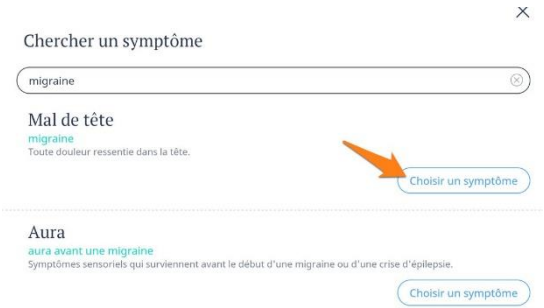 Chercher un symptôme
migraine
Mal de tête
migraine
Toute douleur ressentie dans la tête.
Choisir un symptôme
Aura
aura avant une migraine
Symptômes sensoriels qui surviennent avant le début d'une migraine ou d'une crise d'épilepsie.
Choisir un symptôme